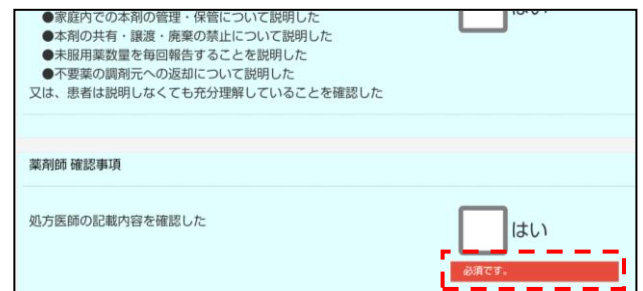 ●家庭内での本剤の管理・保管について説明した
はい
●本剤の共有・譲渡・廃棄の禁止について説明した
●未服用薬数量を毎回報告することを説明した
●不要薬の調剤元への返却について説明した
又は、患者は説明しなくても充分理解していることを確認した
薬剤師 確認事項
処方医師の記載内容を確認した
はい
必須です。